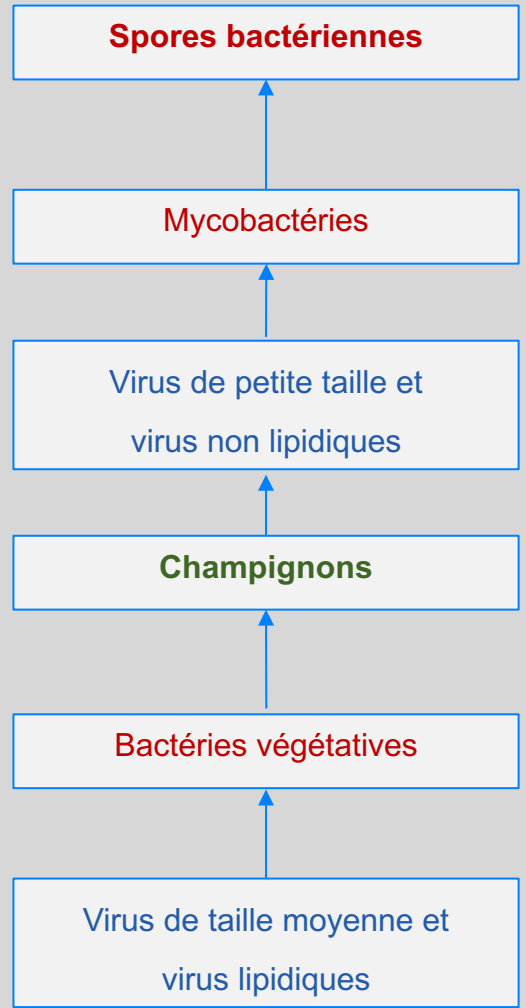 Spores bactériennes
Mycobactéries
Virus de petite taille et
virus non lipidiques
Champignons
Bactéries végétatives
Virus de taille moyenne et
virus lipidiques